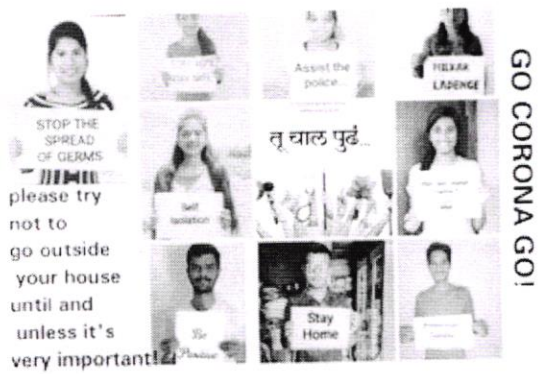 STOP THE
SPREAD
OF GERMS
please try
not to
go outside
your house
until and
unless it's
very important!
Assist the
police
MILKAR
LADENGE
तू चाल पुढं...
Self
Isolation
Be
Positive
Stay
Home
GO CORONA GO!